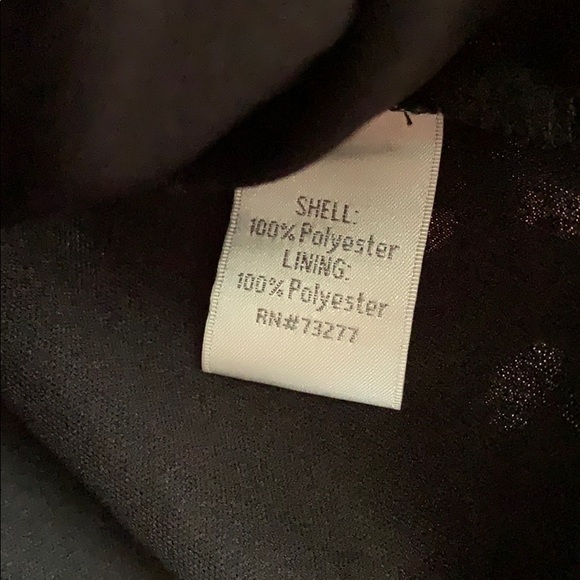 SHELL:
100% Polyester
LINING:
100% Polyester
RN#73277